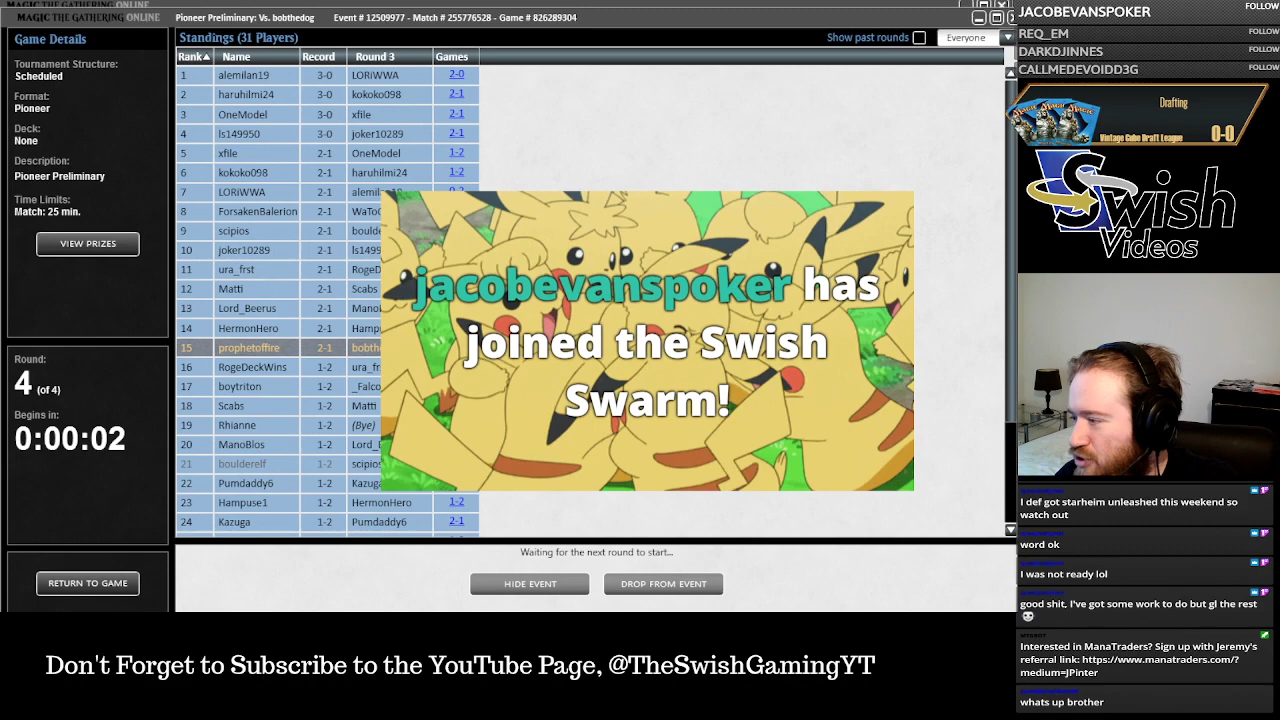 MAGIC THE GATHERING ONLINE
MAGIC THE GATHERING ONLINE
Pioneer Preliminary: Vs. bobthedog Event # 12509977 - Match # 255776528 - Game # 826289304
Game Details
Tournament Structure:
Scheduled
Format:
Pioneer
Deck:
None
Description:
Pioneer Preliminary
Time Limits:
Match: 25 min.
VIEW PRIZES
Round:
4 (of 4)
Begins in:
0:00:02
RETURN TO GAME
Standings (31 Players)
Show past rounds
Everyone
Rank Name Record Round 3 Games
1 alemilan19 3-0 LORiWWA 2-0
2 haruhilmi24 3-0 kokoko098 2-1
3 OneModel 3-0 xfile 2-1
4 ls149950 3-0 joker10289 2-1
5 xfile 2-1 OneModel 1-2
6 kokoko098 2-1 haruhilmi24 1-2
7 LORiWWA 2-1
8 ForsakenBalerion 2-1
9 scipios 2-1
10 joker10289 2-1
11 ura_frst 2-1
12 Matti 2-1 Scabs
13 Lord_Beerus 2-1
14 HermonHero 2-1
15 prophetoffire 2-1
16 RogeDeckWins 1-2
17 boytriton 1-2
18 Scabs 1-2 Matti
19 Rhianne 1-2 (Bye)
20 ManoBlos 1-2
21 boulderelf 1-2 scipios
22 Pumdaddy6 1-2
23 Hampuse1 1-2 HermonHero 1-2
24 Kazuga 1-2 Pumdaddy6 2-1
jacobevanspoker has
joined the Swish
Swarm!
Waiting for the next round to start...
HIDE EVENT
DROP FROM EVENT
Don't Forget to Subscribe to the YouTube Page, @TheSwishGamingYT
JACOBEVANSPOKER FOLLOW
REQ_EM FOLLOW
DARKDJINNES FOLLOW
CALLMEDEVOIDD3G FOLLOW
Drafting
Vintage Cube Draft League 0-0
Swish
Videos
I def got starheim unleashed this weekend so
watch out
word ok
I was not ready lol
good shit, I've got some work to do but gl the rest
Interested in ManaTraders? Sign up with Jeremy's
referral link: https://www.manatraders.com/?
medium=JPinter
whats up brother